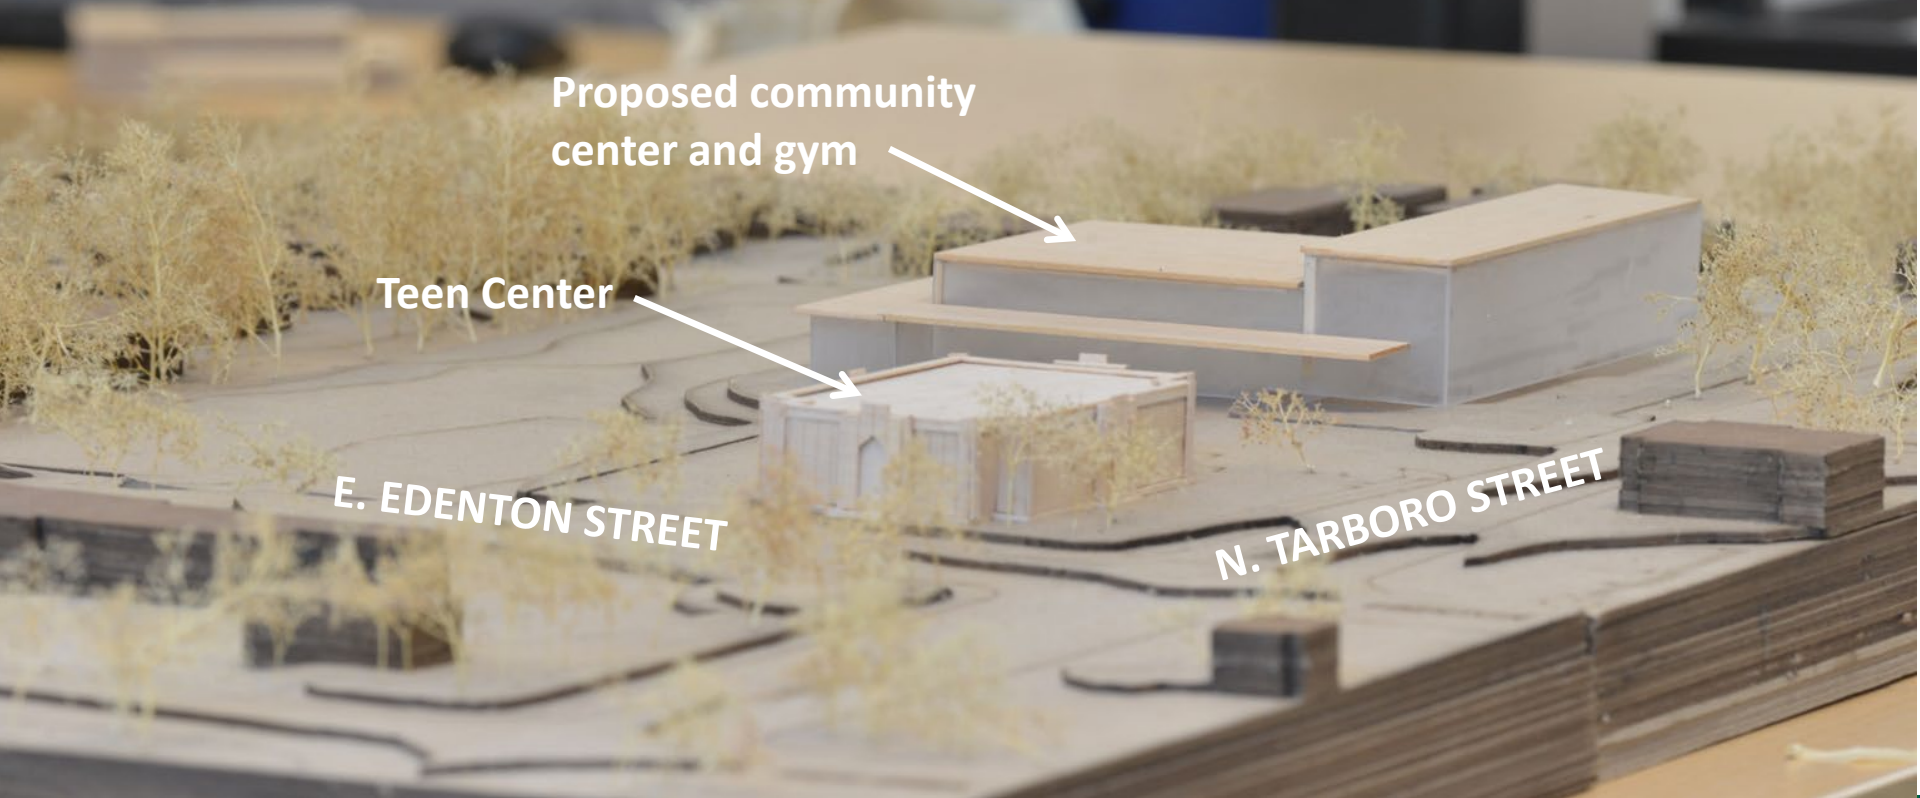 Proposed community
center and gym
Teen Center
E. EDENTON STREET
N. TARBORO STREET